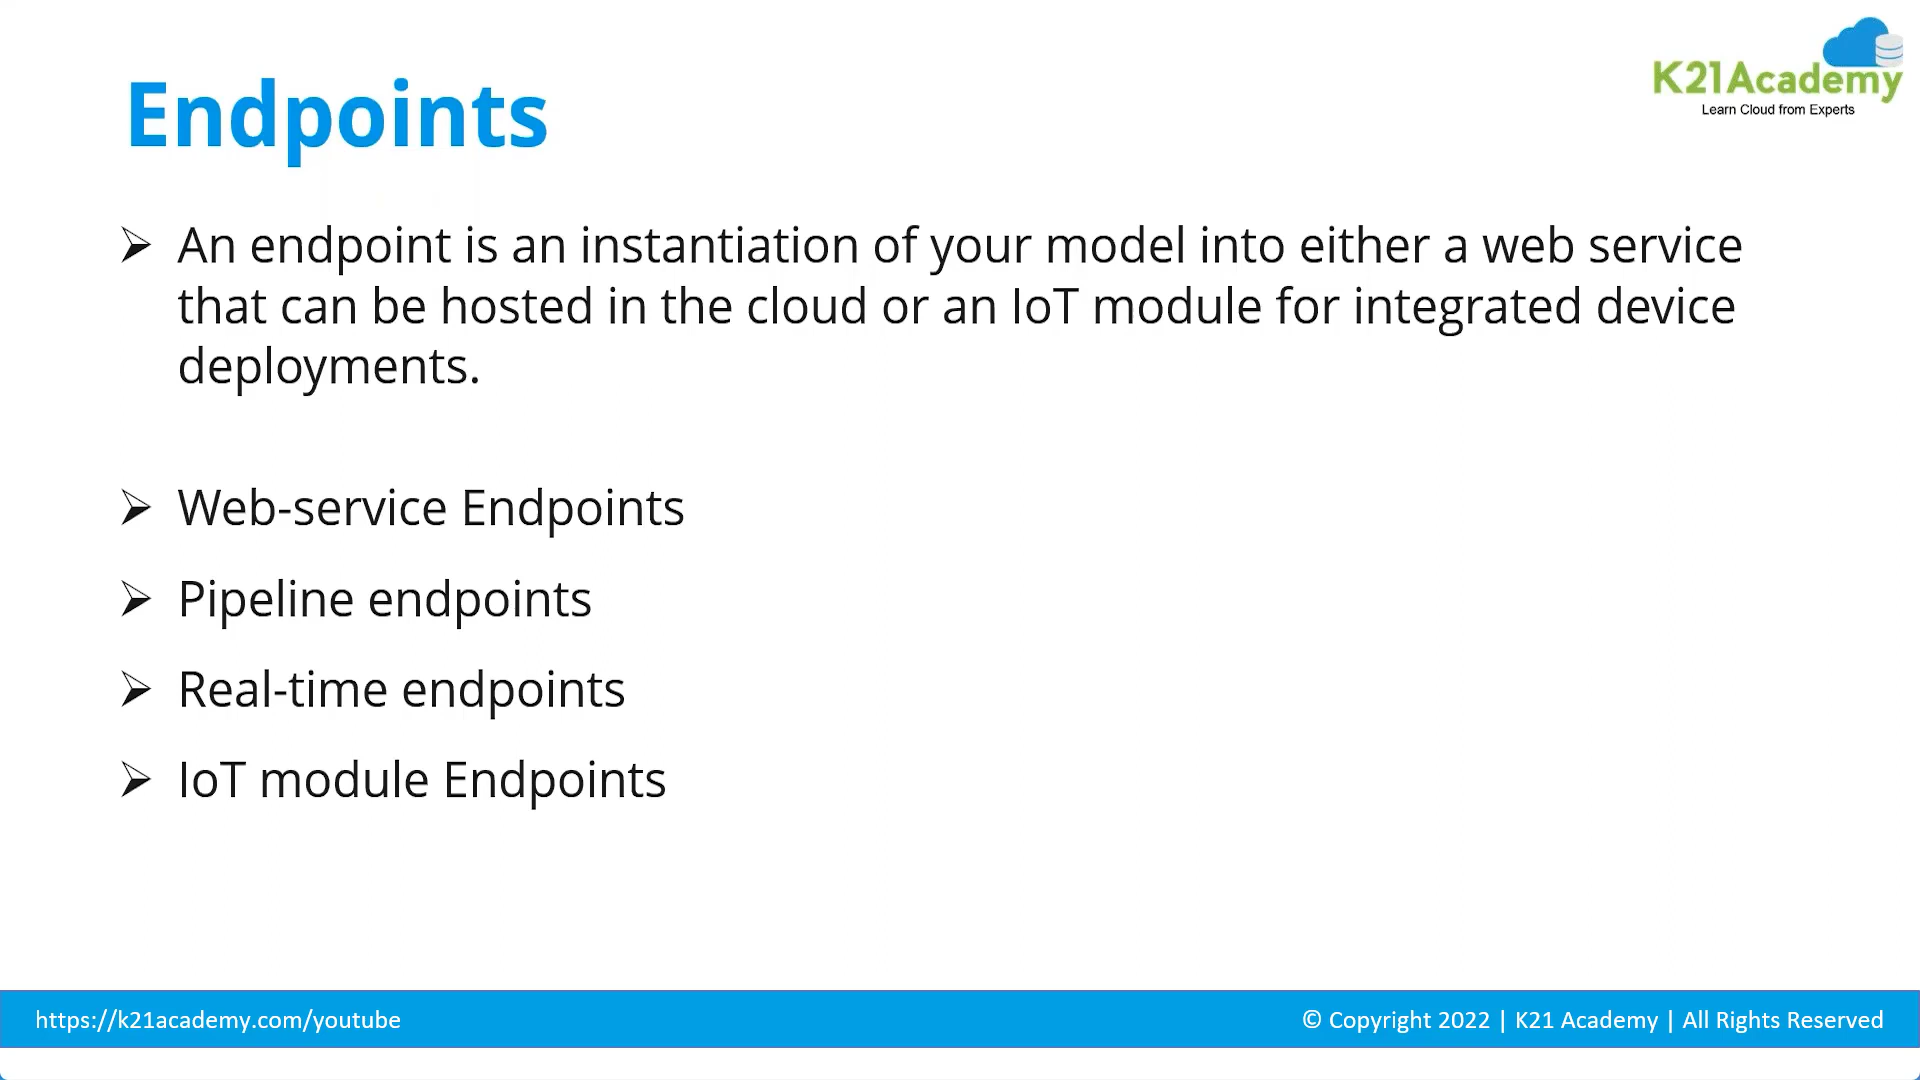 K21Academy
Learn Cloud from Experts
Endpoints
An endpoint is an instantiation of your model into either a web service
that can be hosted in the cloud or an IoT module for integrated device
deployments.
Web-service Endpoints
Pipeline endpoints
Real-time endpoints
IoT module Endpoints
https://k21academy.com/youtube
© Copyright 2022 | K21 Academy | All Rights Reserved